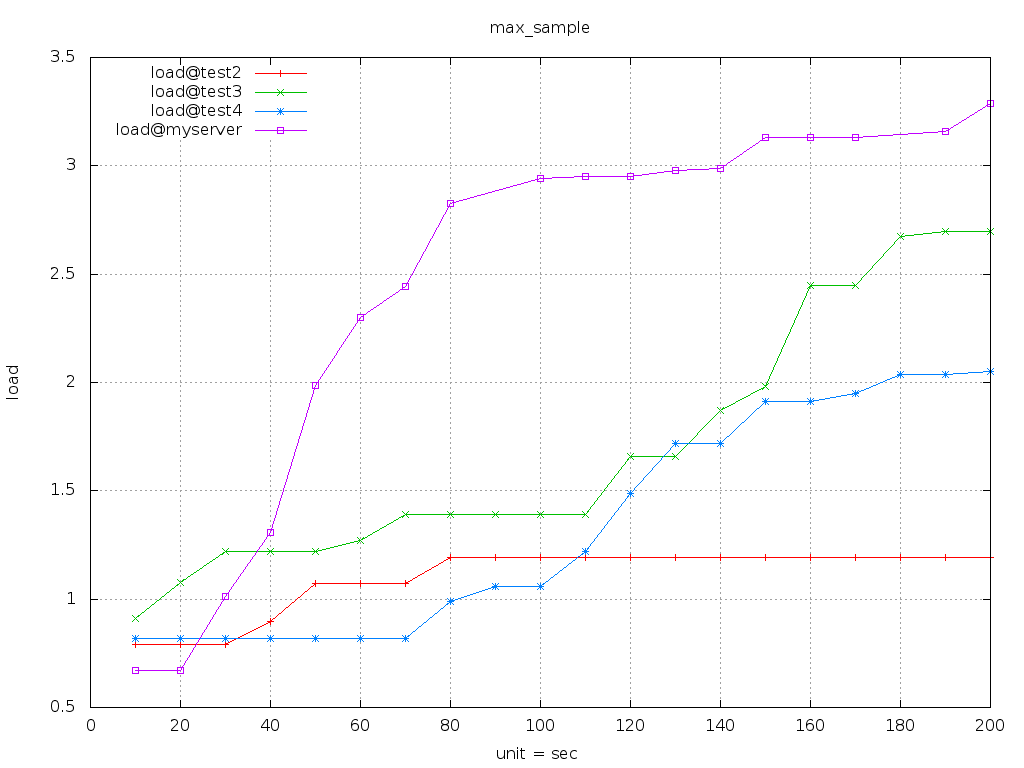 max_sample
3.5
3
2.5
2
1.5
1
0.5
load
load@test2
load@test3
load@test4
load@myserver
0 20 40 60 80 100 120 140 160 180 200
unit = sec